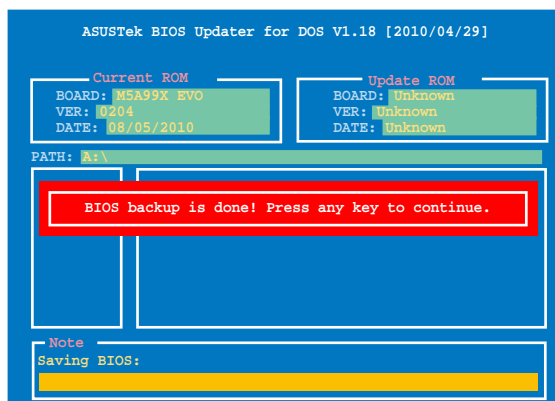 ASUSTek BIOS Updater for DOS V1.18 [2010/04/29]
Current ROM
BOARD: M5A99X EVO
VER: 0204
DATE: 08/05/2010
Update ROM
BOARD: Unknown
VER: Unknown
DATE: Unknown
PATH: A:\
BIOS backup is done! Press any key to continue.
Note
Saving BIOS: